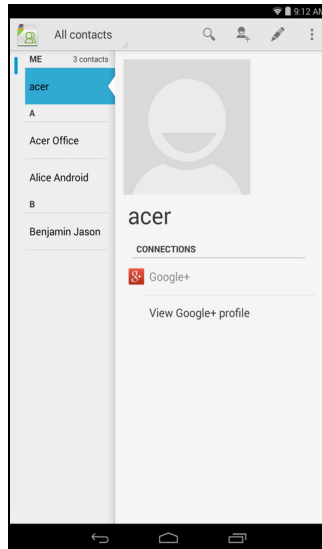 9:12 AM
All contacts
ME 3 contacts
acer
A
Acer Office
Alice Android
B
Benjamin Jason
acer
CONNECTIONS
Google+
View Google+ profile